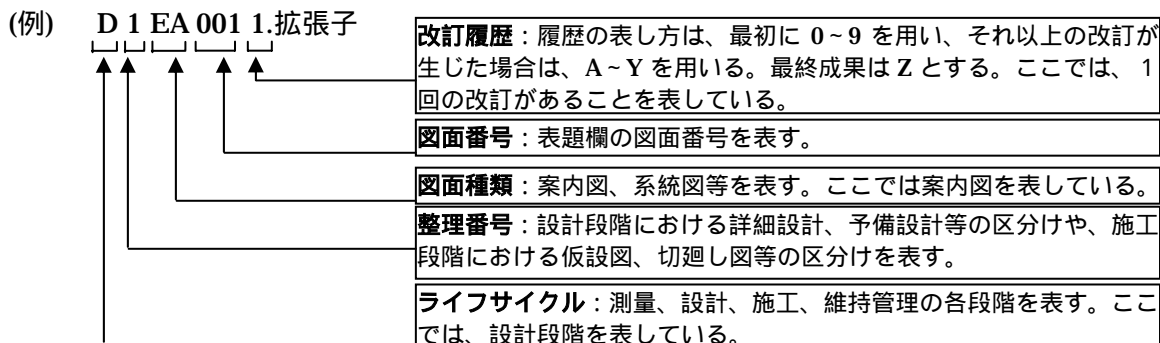 (例) D 1 EA 001 1.拡張子
改訂履歴：履歴の表し方は、最初に 0~9 を用い、それ以上の改訂が
生じた場合は、A~Y を用いる。最終成果は Z とする。ここでは、１
回の改訂があることを表している。
図面番号：表題欄の図面番号を表す。
図面種類：案内図、系統図等を表す。ここでは案内図を表している。
整理番号：設計段階における詳細設計、予備設計等の区分けや、施工
段階における仮設図、切廻し図等の区分けを表す。
ライフサイクル：測量、設計、施工、維持管理の各段階を表す。ここ
では、設計段階を表している。